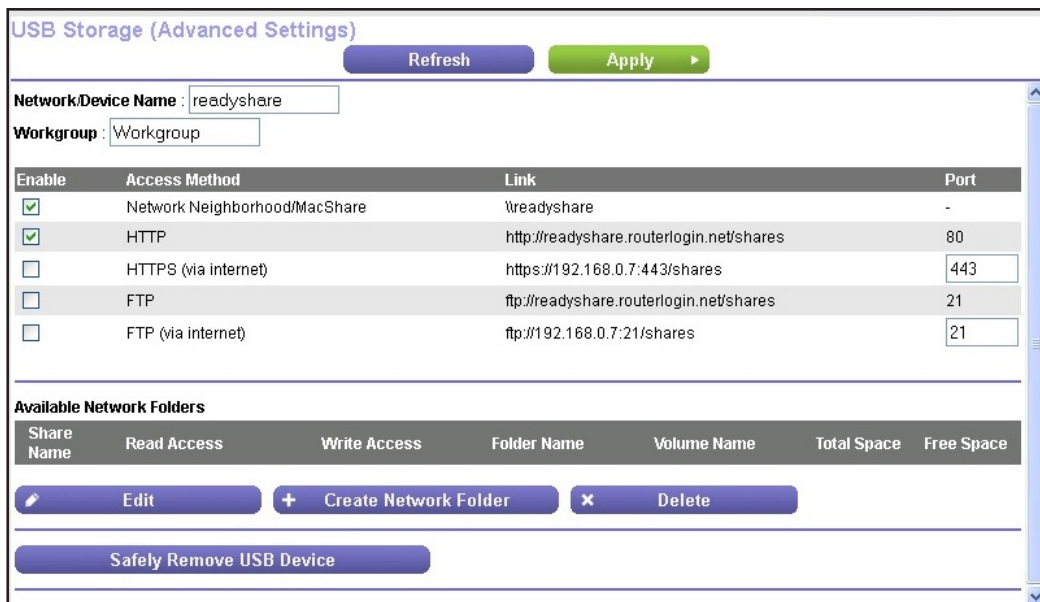 USB Storage (Advanced Settings)
Refresh Apply
Network/Device Name : readyshare
Workgroup : Workgroup
Enable Access Method Link Port
Network Neighborhood/MacShare \\readyshare -
HTTP http://readyshare.routerlogin.net/shares 80
HTTPS (via internet) https://192.168.0.7:443/shares 443
FTP ftp://readyshare.routerlogin.net/shares 21
FTP (via internet) ftp://192.168.0.7:21/shares 21
Available Network Folders
Share Name Read Access Write Access Folder Name Volume Name Total Space Free Space
Edit Create Network Folder Delete
Safely Remove USB Device